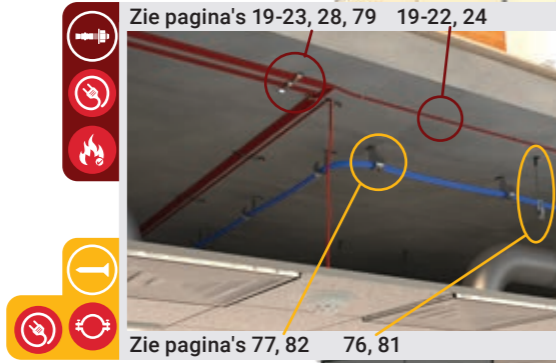 Zie pagina's 19-23, 28, 79 19-22, 24
Zie pagina's 77, 82 76, 81